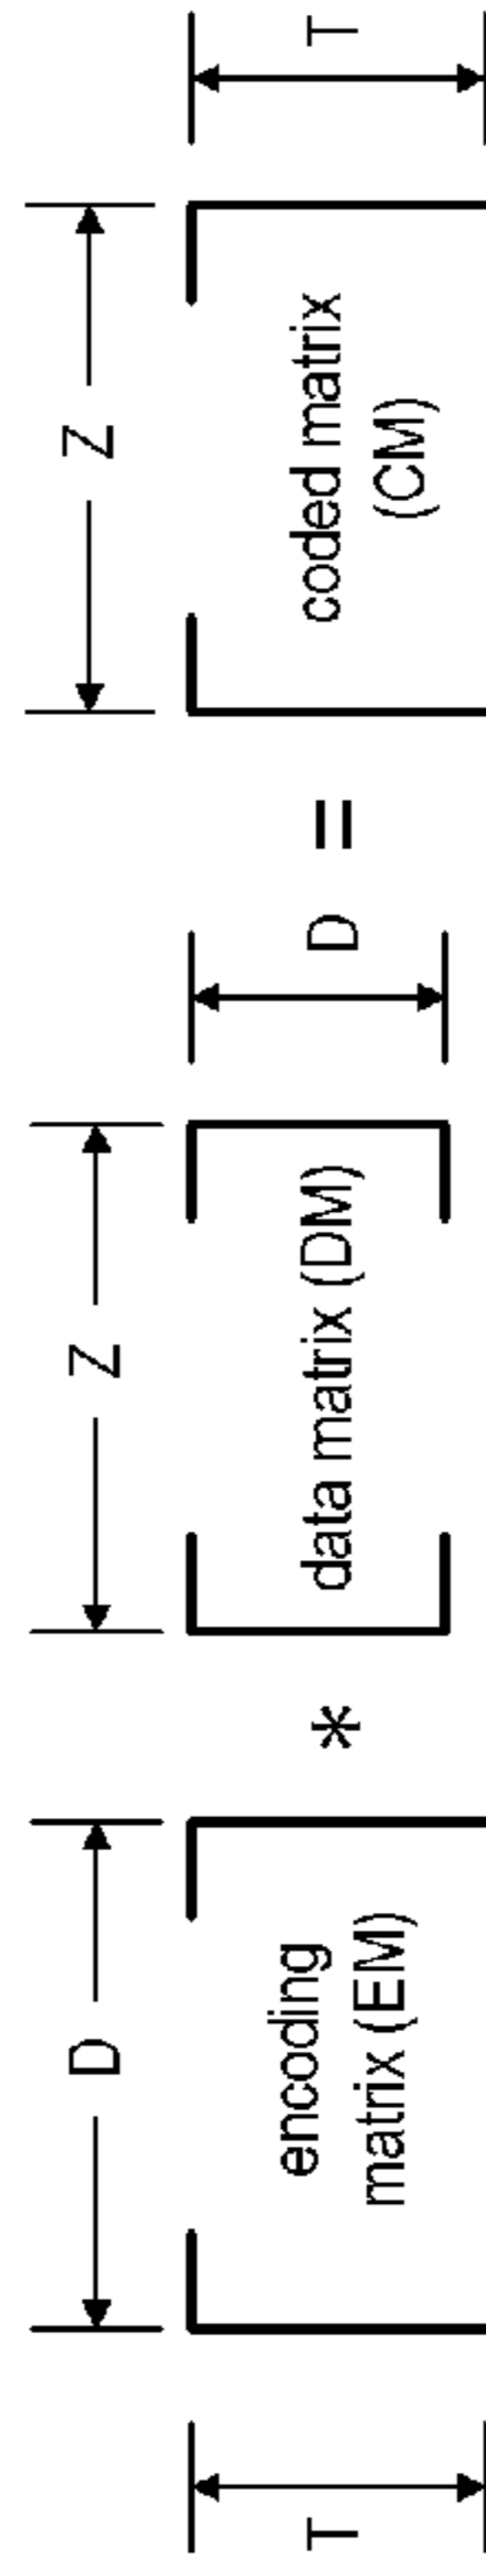 T
D
encoding
matrix (EM)
*
Z
data matrix (DM)
D
=
Z
coded matrix
(CM)
T